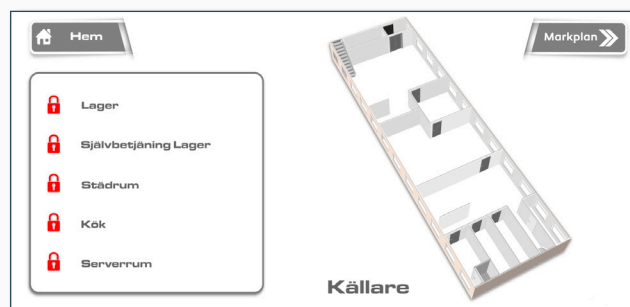 Hem
Markplan
Lager
Självbetjäning Lager
Städrum
Kök
Serverrum
Källare